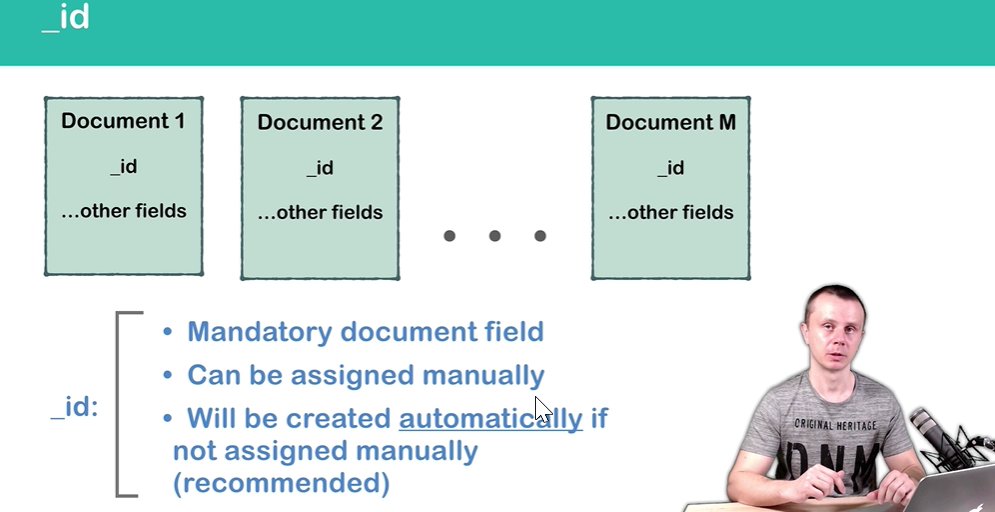 _id
Document 1
_id
...other fields
Document 2
_id
...other fields
Document M
_id
...other fields
_id:
• Mandatory document field
• Can be assigned manually
• Will be created automatically if
not assigned manually
(recommended)
ORIGINAL HERITAGE
DNM